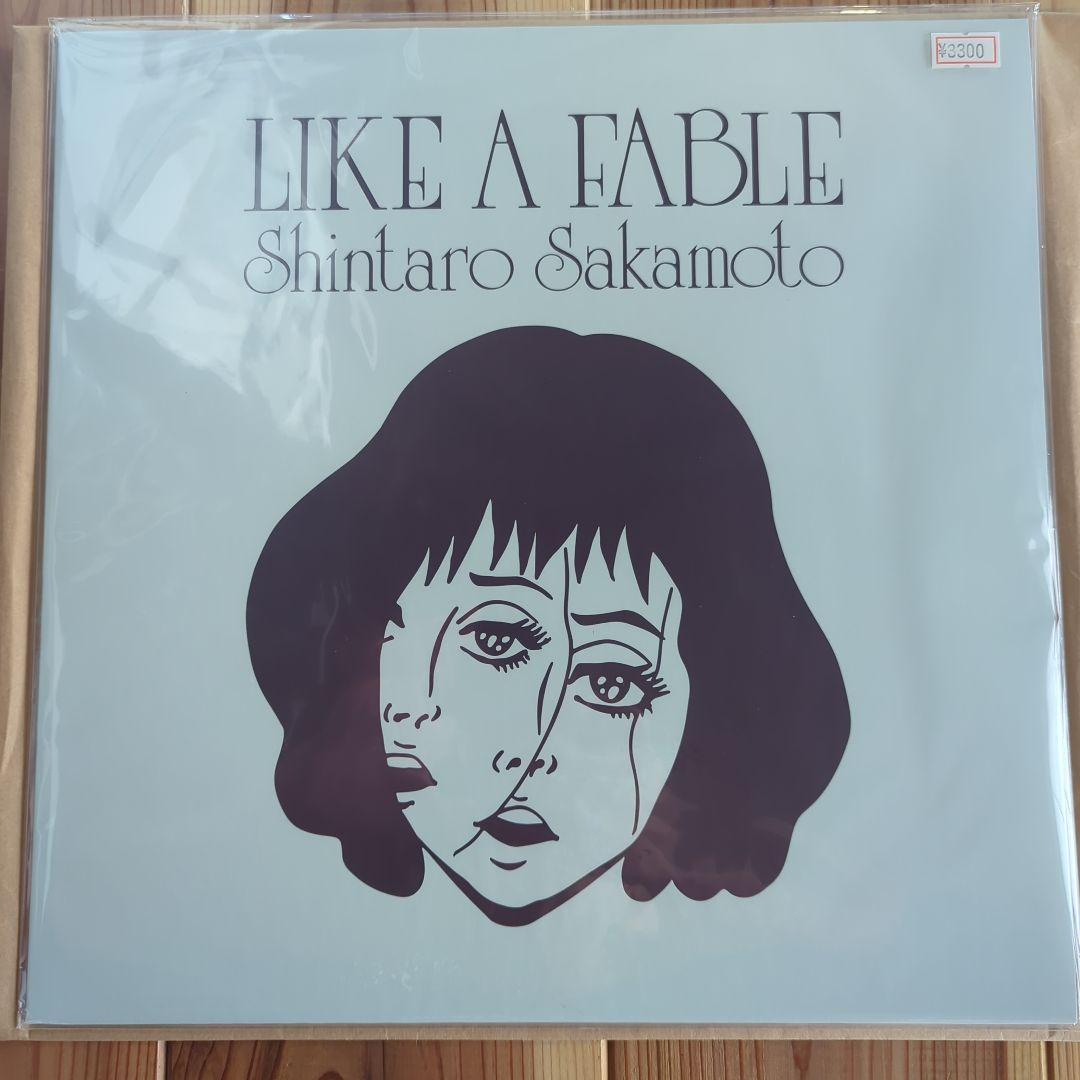 ¥3300
LIKE A FABLE
Shintaro Sakamoto